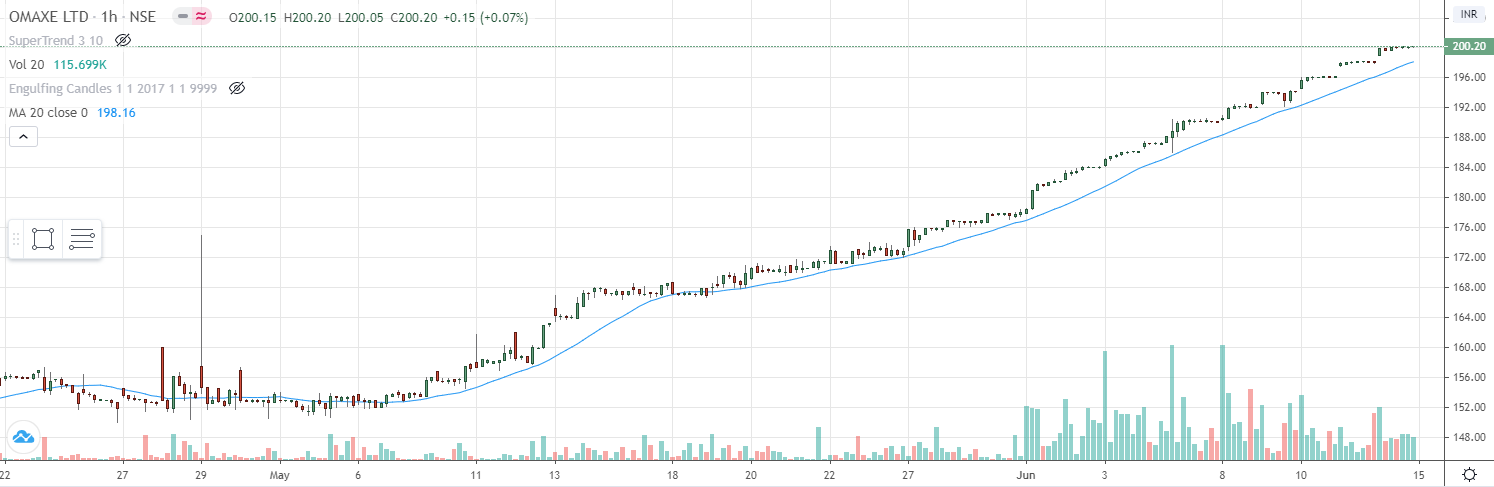 OMAXE LTD · 1h · NSE O200.15 H200.20 L200.05 C200.20 +0.15 (+0.07%)
INR
SuperTrend 3 10
200.20
Vol 20 115.699K
196.00
Engulfing Candles 1 1 2017 1 1 9999
192.00
MA 20 close 0 198.16
188.00
184.00
180.00
176.00
172.00
168.00
164.00
160.00
156.00
152.00
148.00
22 27 29 May 6 11 13 18 20 22 27 Jun 3 8 10 15